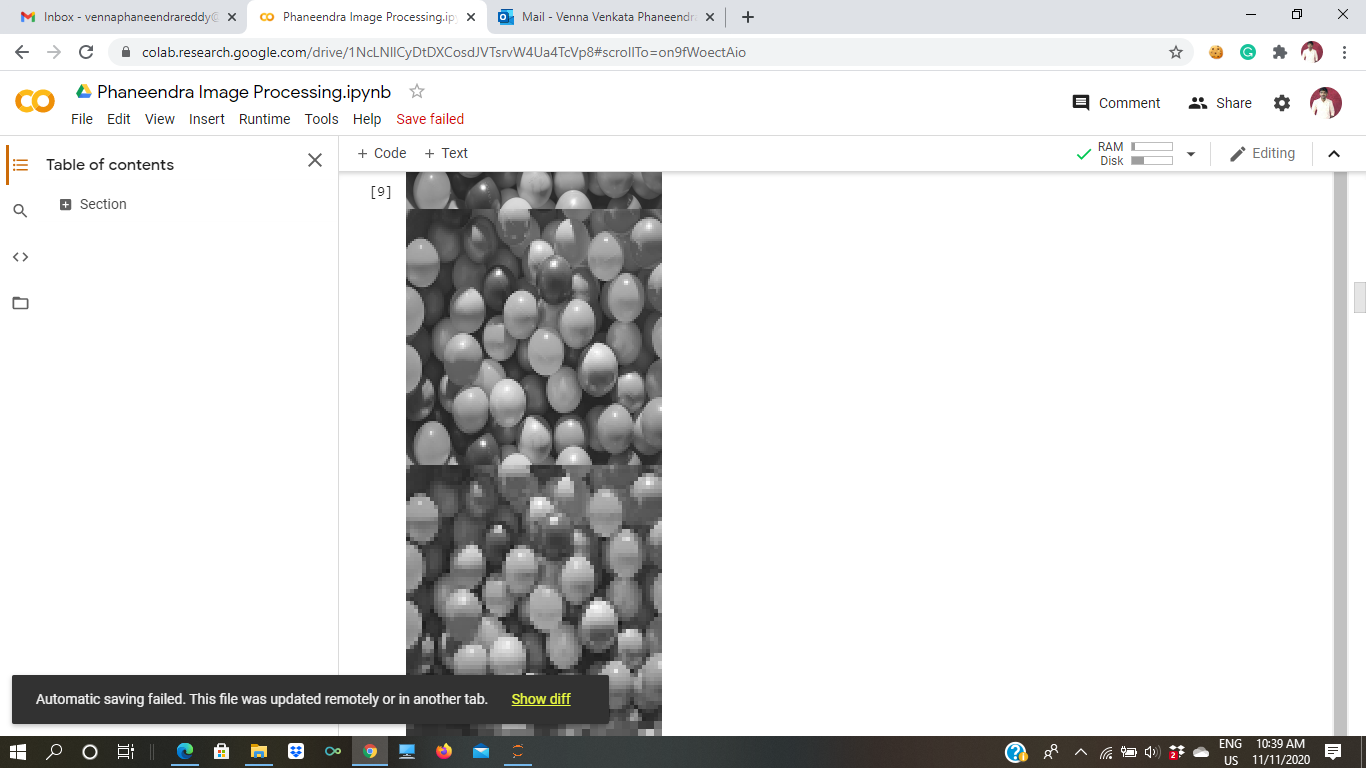 Inbox - vennaphaneendrareddy@
Phaneendra Image Processing.ip
Mail - Venna Venkata Phaneendr
colab.research.google.com/drive/1NcLNIlCyDtDXCosdJVTsrvW4Ua4TcVp8#scrollTo=on9fWoectAio
Phaneendra Image Processing.ipynb
File Edit View Insert Runtime Tools Help Save failed
Comment
Share
Table of contents
Section
+ Code + Text
RAM
Disk
Editing
[9]
Automatic saving failed. This file was updated remotely or in another tab. Show diff
ENG
US
10:39 AM
11/11/2020